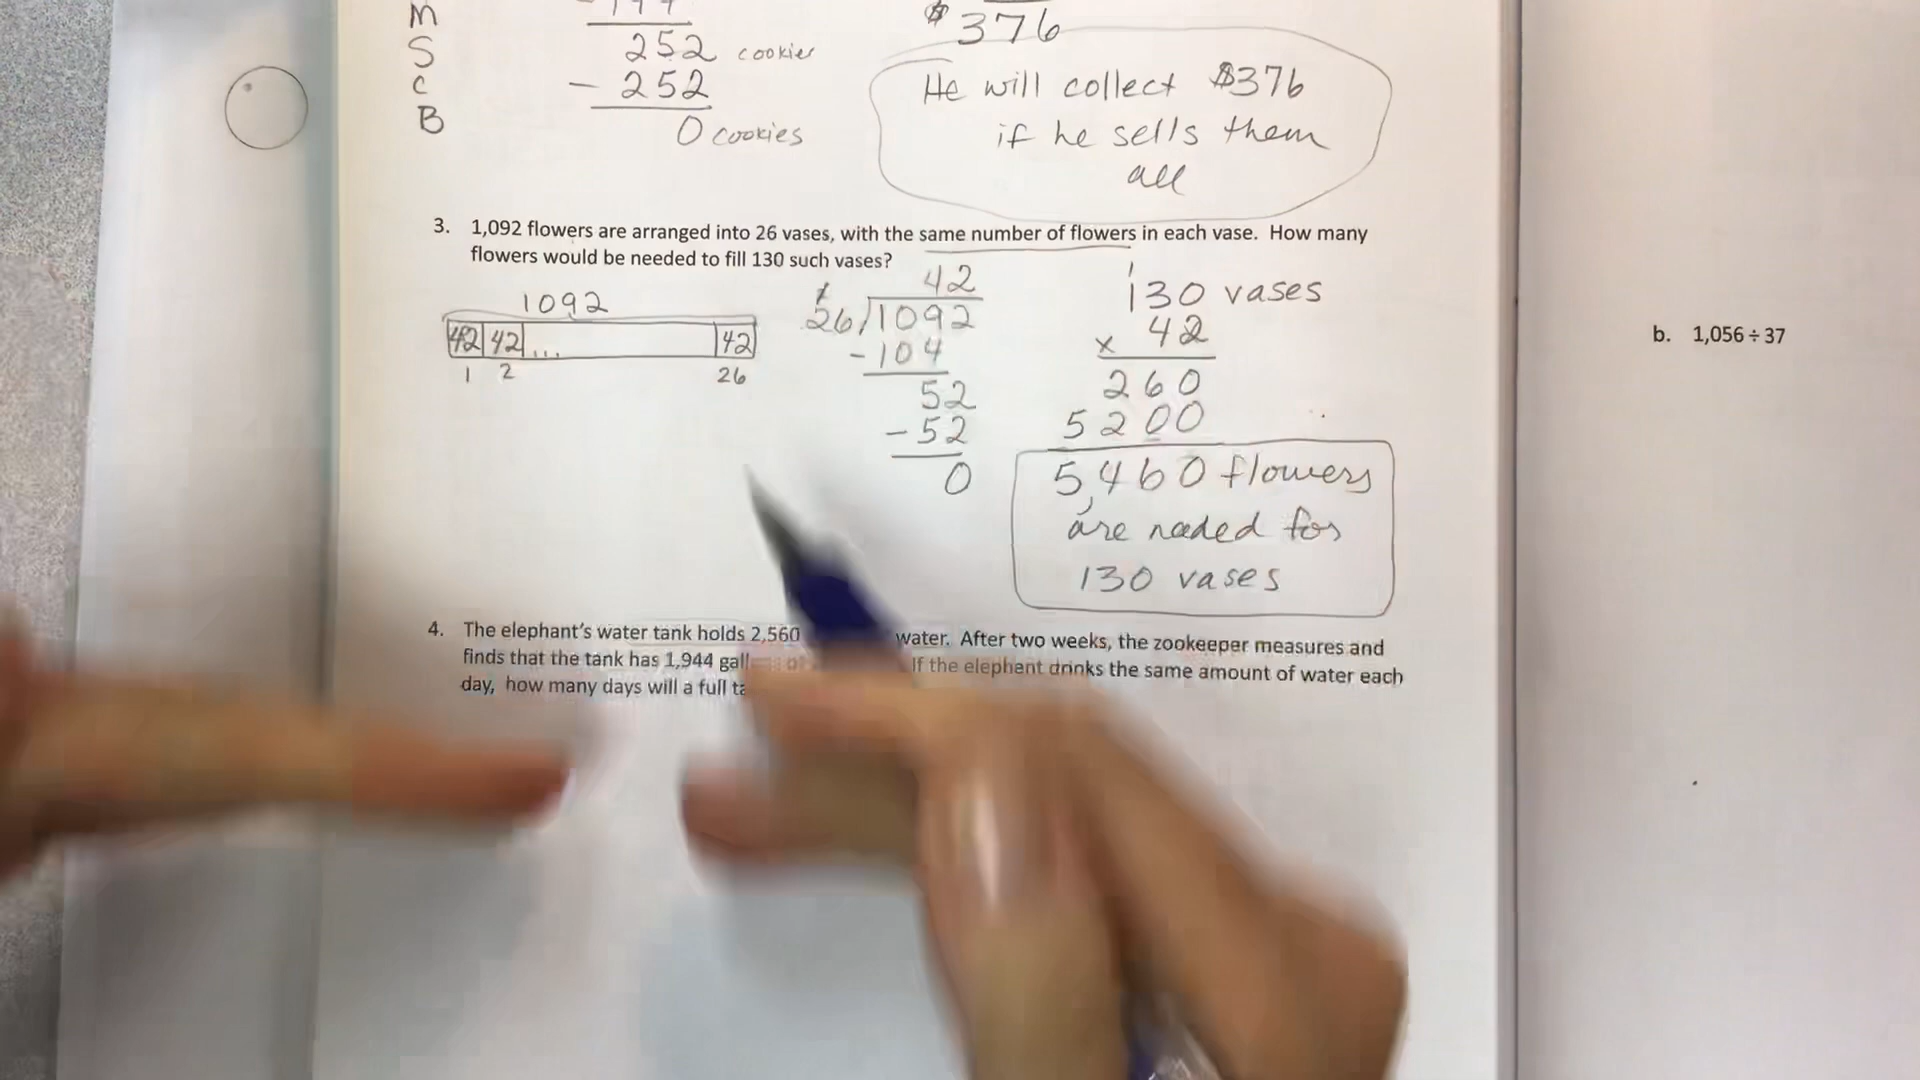 M
S 252 cookies
C - 252
B 0 cookies
$376
He will collect $376
if he sells them
all
3. 1,092 flowers are arranged into 26 vases, with the same number of flowers in each vase. How many
flowers would be needed to fill 130 such vases?
1092
42 42 ... 42
1 2 26
42
26)1092
-104
52
-52
0
1
130 vases
x 42
260
5200
5,460 flowers
are needed for
130 vases
4. The elephant's water tank holds 2,560 water. After two weeks, the zookeeper measures and
finds that the tank has 1,944 If the elephant drinks the same amount of water each
day, how many days will a full
b. 1,056 ÷ 37